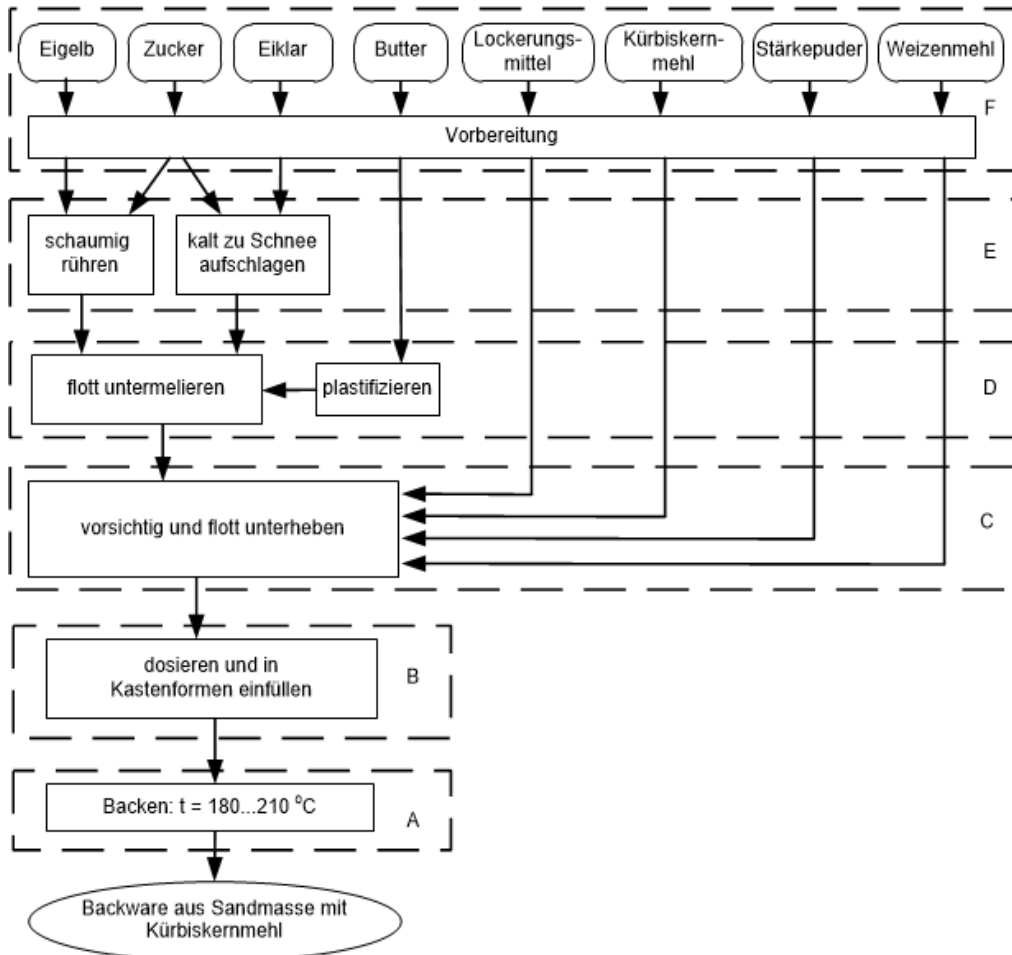 Eigelb
Zucker
Eiklar
Butter
Lockerungs-
mittel
Kürbiskern-
mehl
Stärkepuder
Weizenmehl
F
Vorbereitung
schaumig
rühren
kalt zu Schnee
aufschlagen
E
flott untermelieren
plastifizieren
D
vorsichtig und flott unterheben
C
dosieren und in
Kastenformen einfüllen
B
Backen: t = 180...210 ⁰C
A
Backware aus Sandmasse mit
Kürbiskernmehl